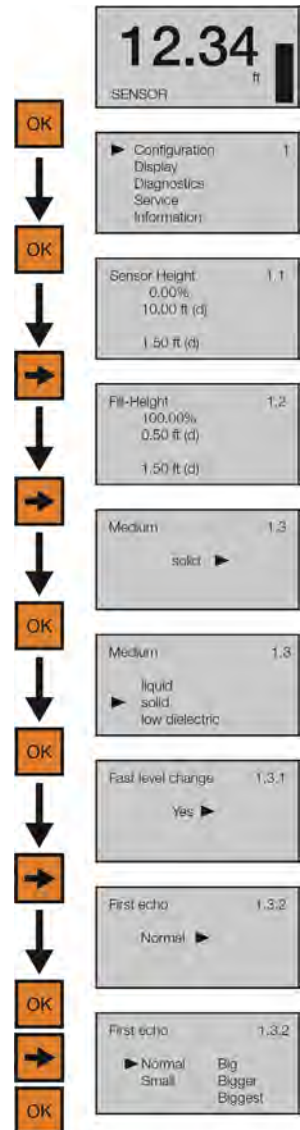 12.34
ft
SENSOR
OK
▶ Configuration 1
Display
Diagnostics
Service
Information
OK
Sensor Height 1.1
0.00%
10.00 ft (d)
1.50 ft (d)
Fill-Height 1.2
100.00%
0.50 ft (d)
1.50 ft (d)
Medium 1.3
solid ▶
OK
Medium 1.3
liquid
▶ solid
low dielectric
OK
Fast level change 1.3.1
Yes ▶
First echo 1.3.2
Normal ▶
OK
First echo 1.3.2
▶ Normal Big
Small Bigger
Biggest
OK